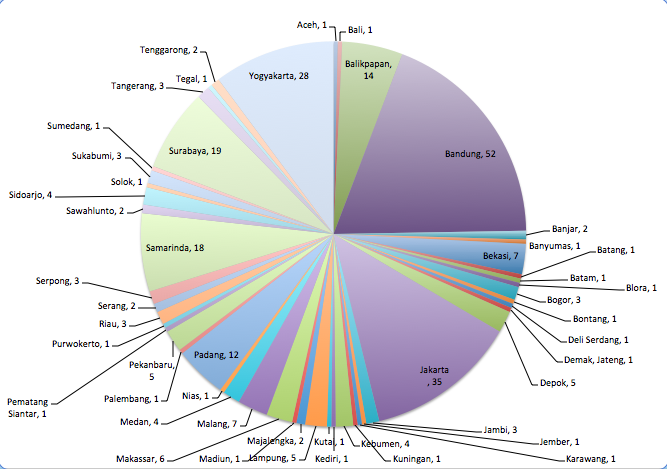 Aceh, 1
Bali, 1
Balikpapan,
14
Bandung, 52
Banjar, 2
Banyumas, 1
Bekasi, 7
Batang, 1
Batam, 1
Blora, 1
Bogor, 3
Bontang, 1
Deli Serdang, 1
Demak, Jateng, 1
Depok, 5
Jakarta
, 35
Jambi, 3
Jember, 1
Karawang, 1
Kebumen, 4
Kuningan, 1
Kutai, 1
Kediri, 1
Lampung, 5
Majalengka, 2
Madiun, 1
Makassar, 6
Malang, 7
Medan, 4
Nias, 1
Padang, 12
Palembang, 1
Pekanbaru,
5
Pematang
Siantar, 1
Purwokerto, 1
Riau, 3
Serang, 2
Serpong, 3
Samarinda, 18
Sawahlunto, 2
Sidoarjo, 4
Solok, 1
Sukabumi, 3
Sumedang, 1
Surabaya, 19
Tangerang, 3
Tegal, 1
Tenggarong, 2
Yogyakarta, 28